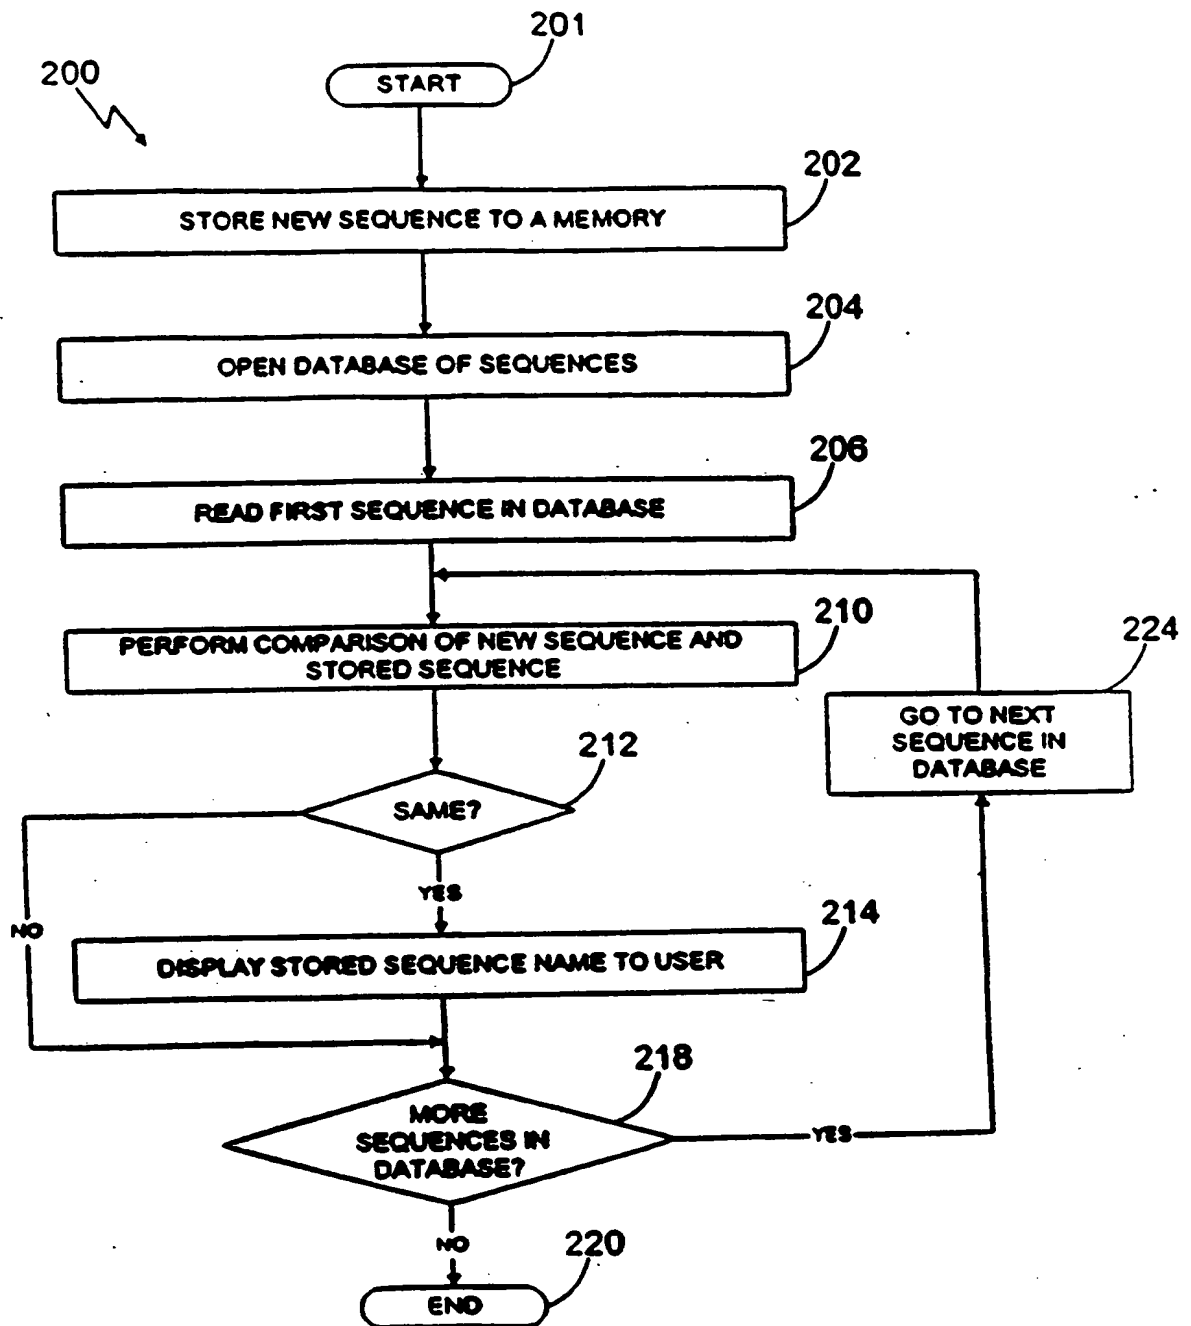 201
200
START
202
STORE NEW SEQUENCE TO A MEMORY
204
OPEN DATABASE OF SEQUENCES
206
READ FIRST SEQUENCE IN DATABASE
210
PERFORM COMPARISON OF NEW SEQUENCE AND
STORED SEQUENCE
224
GO TO NEXT
SEQUENCE IN
DATABASE
212
SAME?
YES
NO
214
DISPLAY STORED SEQUENCE NAME TO USER
218
MORE
SEQUENCES IN
DATABASE?
YES
NO
220
END